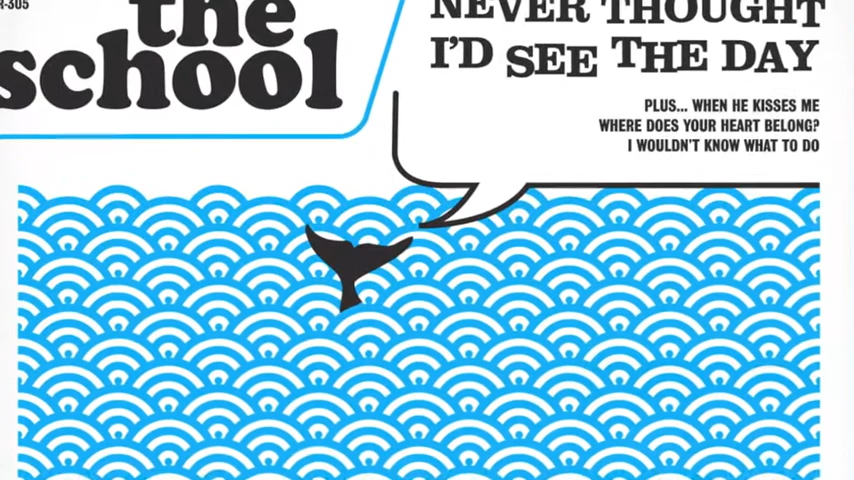 R-305
the
school
NEVER THOUGHT
I'D SEE THE DAY
PLUS... WHEN HE KISSES ME
WHERE DOES YOUR HEART BELONG?
I WOULDN'T KNOW WHAT TO DO